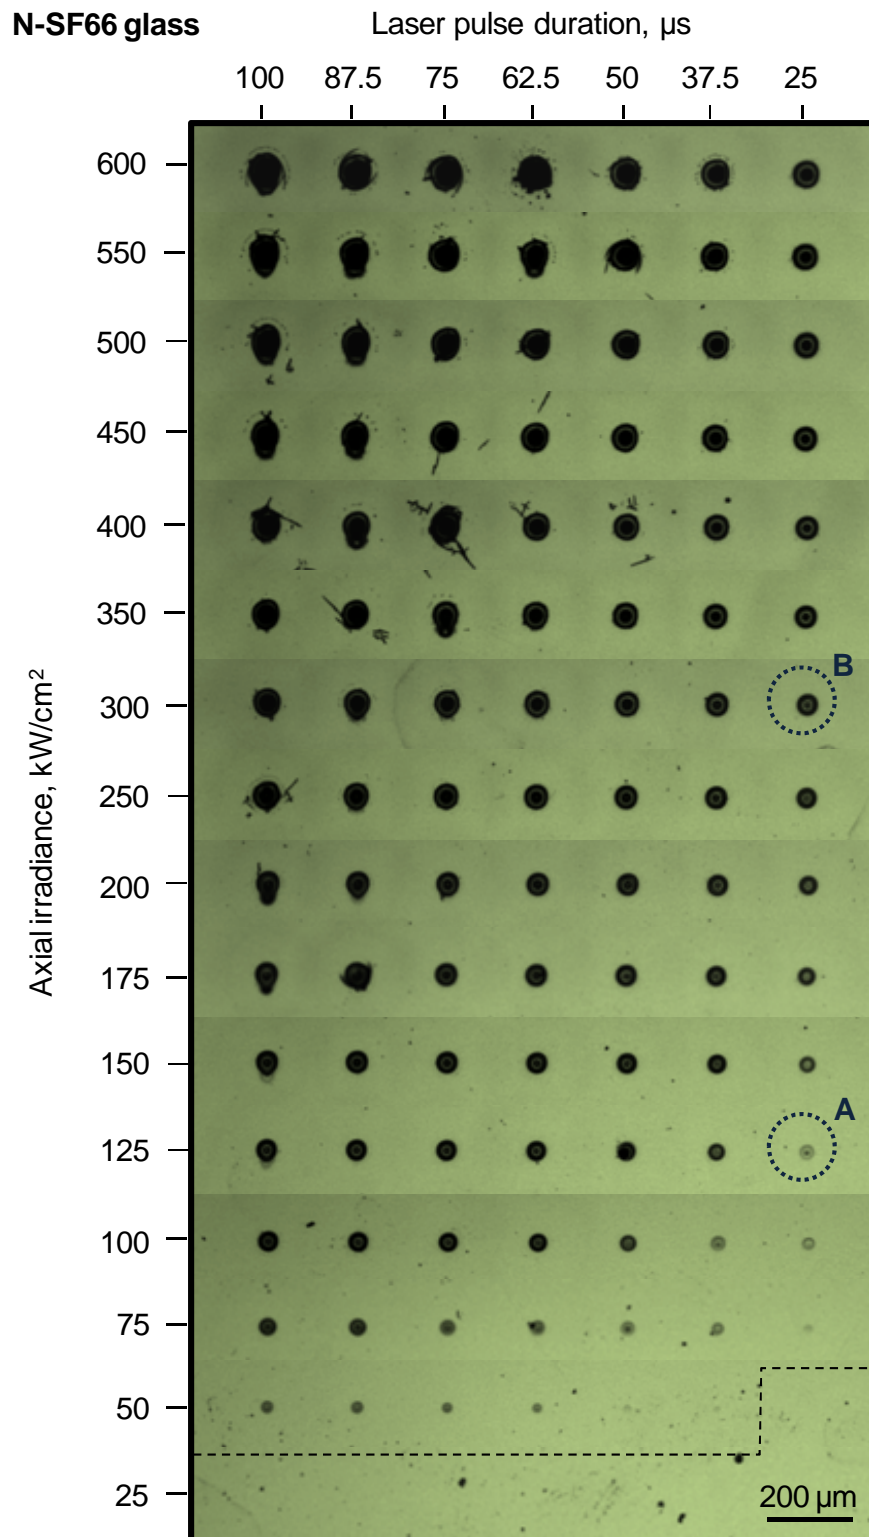 N-SF66 glass
Laser pulse duration, µs
100 87.5 75 62.5 50 37.5 25
Axial irradiance, kW/cm²
600
550
500
450
400
350
300
B
250
200
175
150
A
125
100
75
50
25
200 µm